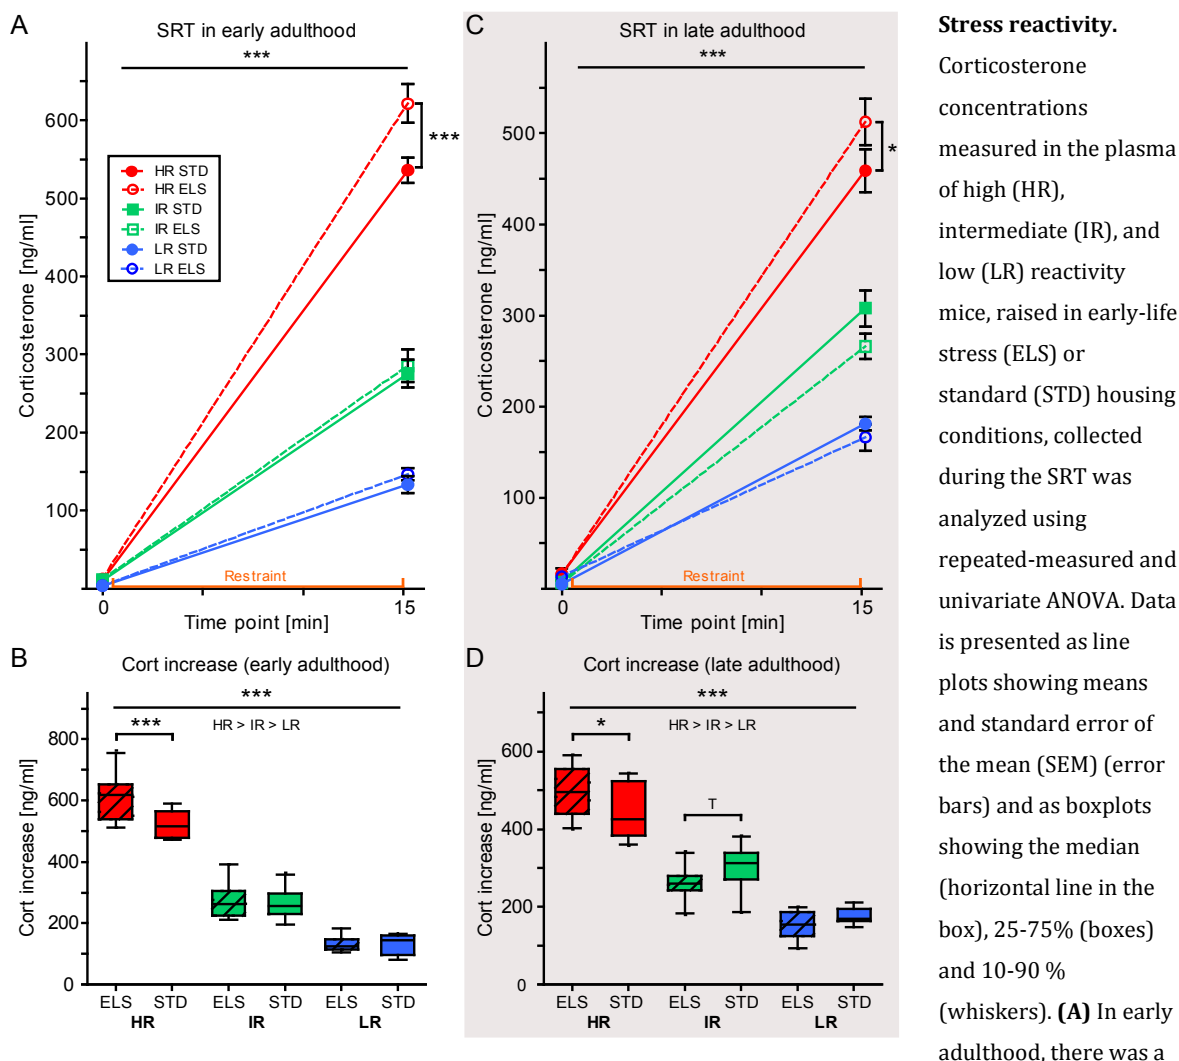 A
SRT in early adulthood
***
Corticosterone [ng/ml]
600
500
400
300
200
100
0
15
***
HR STD
HR ELS
IR STD
IR ELS
LR STD
LR ELS
Restraint
Time point [min]
C
SRT in late adulthood
***
Corticosterone [ng/ml]
500
400
300
200
100
0
15
*
Restraint
Time point [min]
B
Cort increase (early adulthood)
***
***
HR > IR > LR
Cort increase [ng/ml]
800
600
400
200
0
ELS STD ELS STD ELS STD
HR IR LR
D
Cort increase (late adulthood)
***
*
HR > IR > LR
T
Cort increase [ng/ml]
600
400
200
0
ELS STD ELS STD ELS STD
HR IR LR
Stress reactivity.
Corticosterone
concentrations
measured in the plasma
of high (HR),
intermediate (IR), and
low (LR) reactivity
mice, raised in early-life
stress (ELS) or
standard (STD) housing
conditions, collected
during the SRT was
analyzed using
repeated-measured and
univariate ANOVA. Data
is presented as line
plots showing means
and standard error of
the mean (SEM) (error
bars) and as boxplots
showing the median
(horizontal line in the
box), 25-75% (boxes)
and 10-90 %
(whiskers). (A) In early
adulthood, there was a